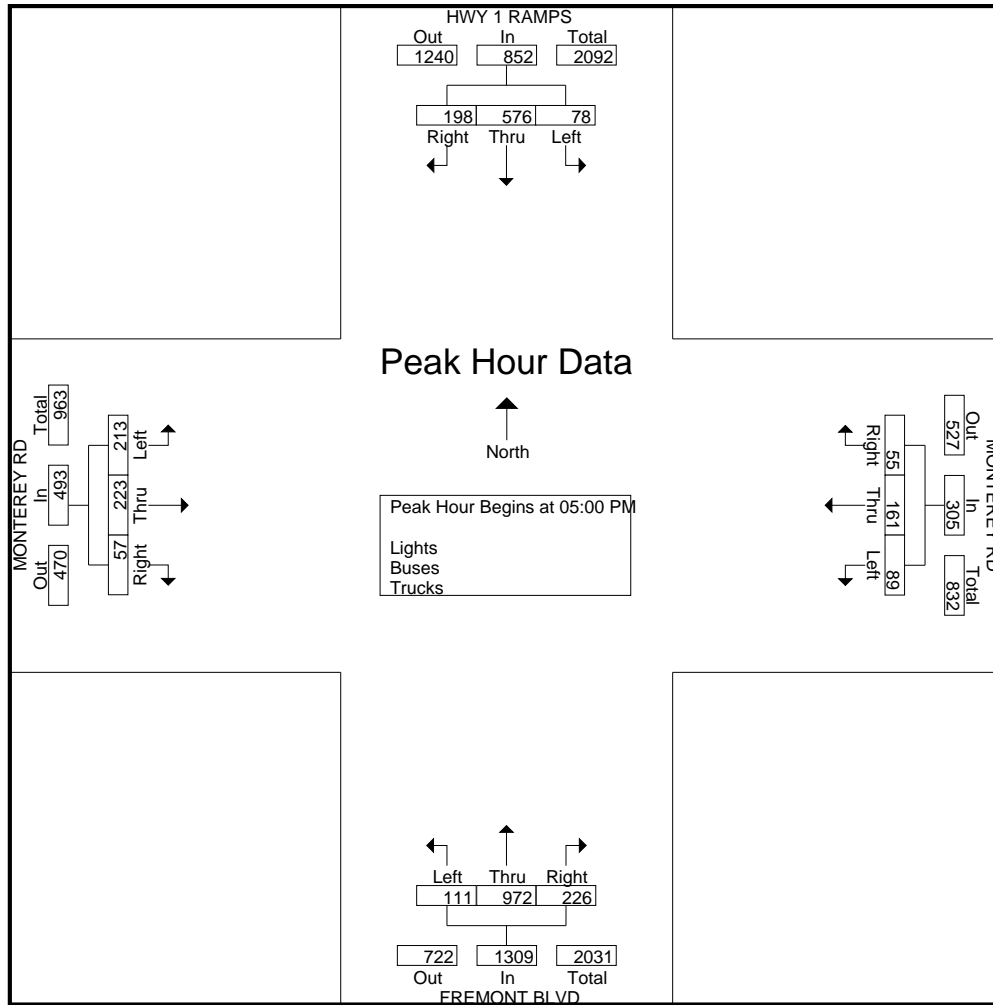 HWY 1 RAMPS
Out In Total
1240 852 2092
198 576 78
Right Thru Left
Peak Hour Data
North
Peak Hour Begins at 05:00 PM
Lights
Buses
Trucks
MONTEREY RD
Out In Total
470 493 963
57 223 213
Right Thru Left
MONTEREY RD
Out In Total
527 305 832
55 161 89
Right Thru Left
Left Thru Right
111 972 226
722 1309 2031
Out In Total
FREMONT BLVD